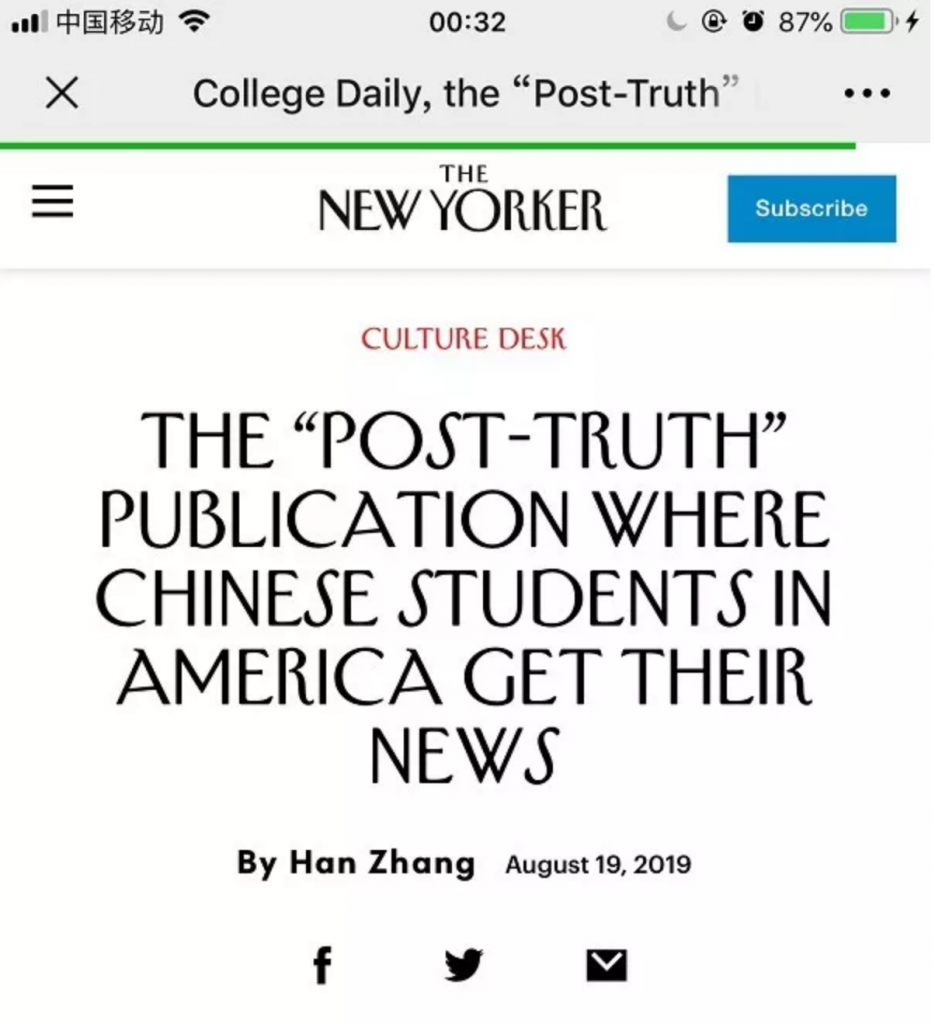 中国移动 00:32 87%
College Daily, the “Post-Truth”
THE
NEW YORKER
Subscribe
CULTURE DESK
THE “POST-TRUTH”
PUBLICATION WHERE
CHINESE STUDENTS IN
AMERICA GET THEIR
NEWS
By Han Zhang August 19, 2019